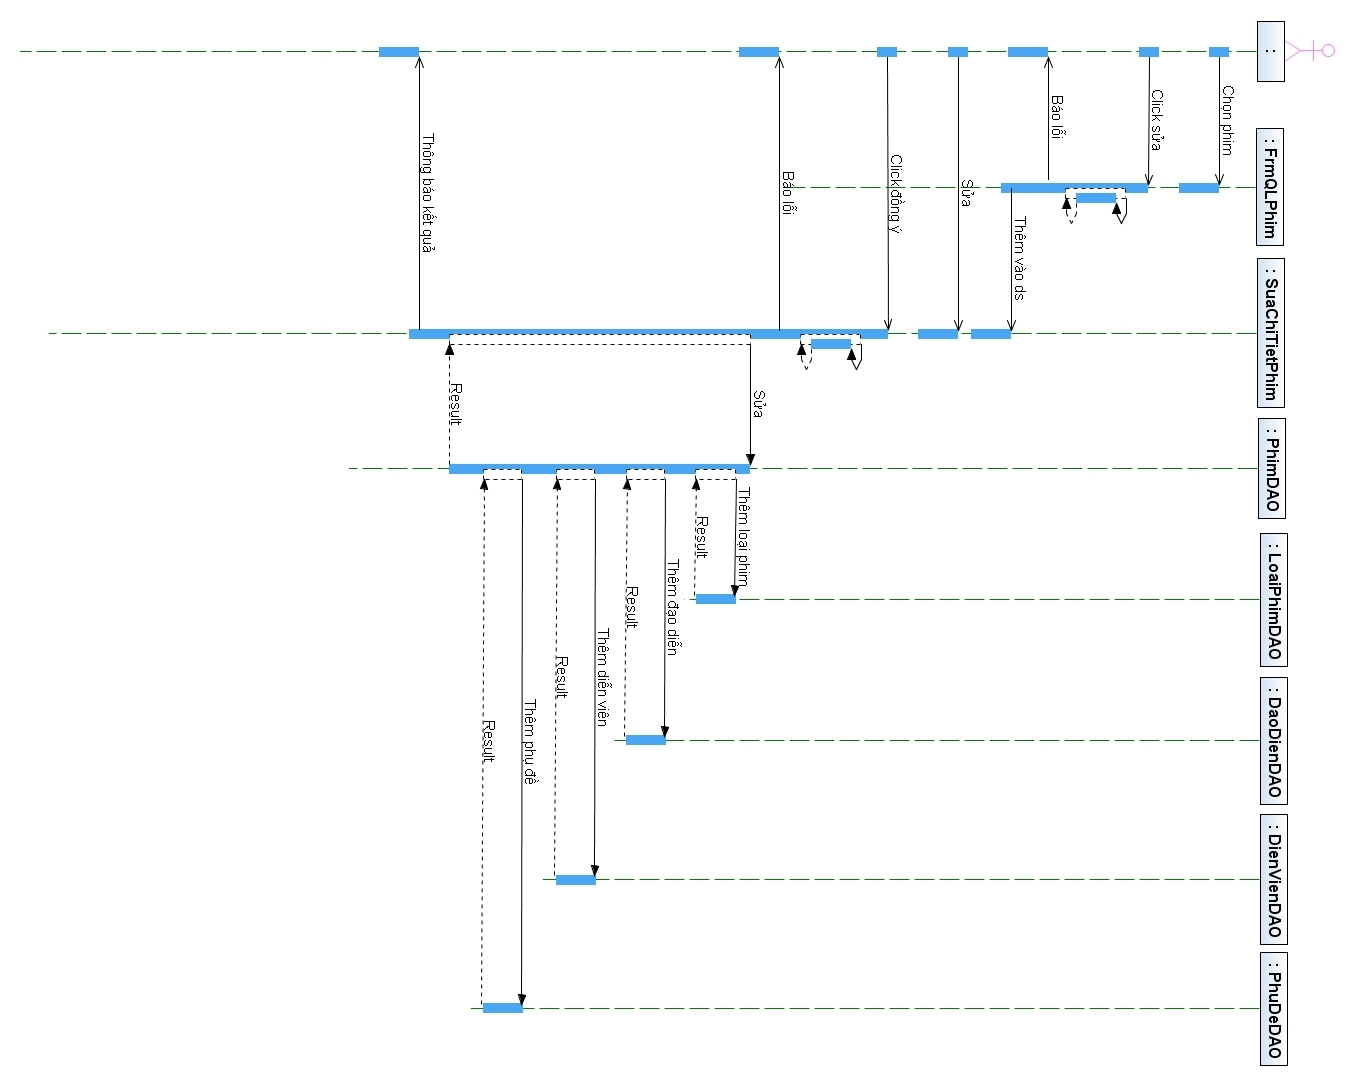 :
: FrmQLPhim
: SuaChiTietPhim
: PhimDAO
: LoaiPhimDAO
: DaoDienDAO
: DienVienDAO
: PhuDeDAO
Chọn phim
Click sửa
Báo lỗi
Thêm vào ds
Sửa
Click đồng ý
Báo lỗi
Sửa
Thêm loại phim
Result
Thêm đạo diễn
Result
Thêm diễn viên
Result
Thêm phụ đề
Result
Result
Thông báo kết quả